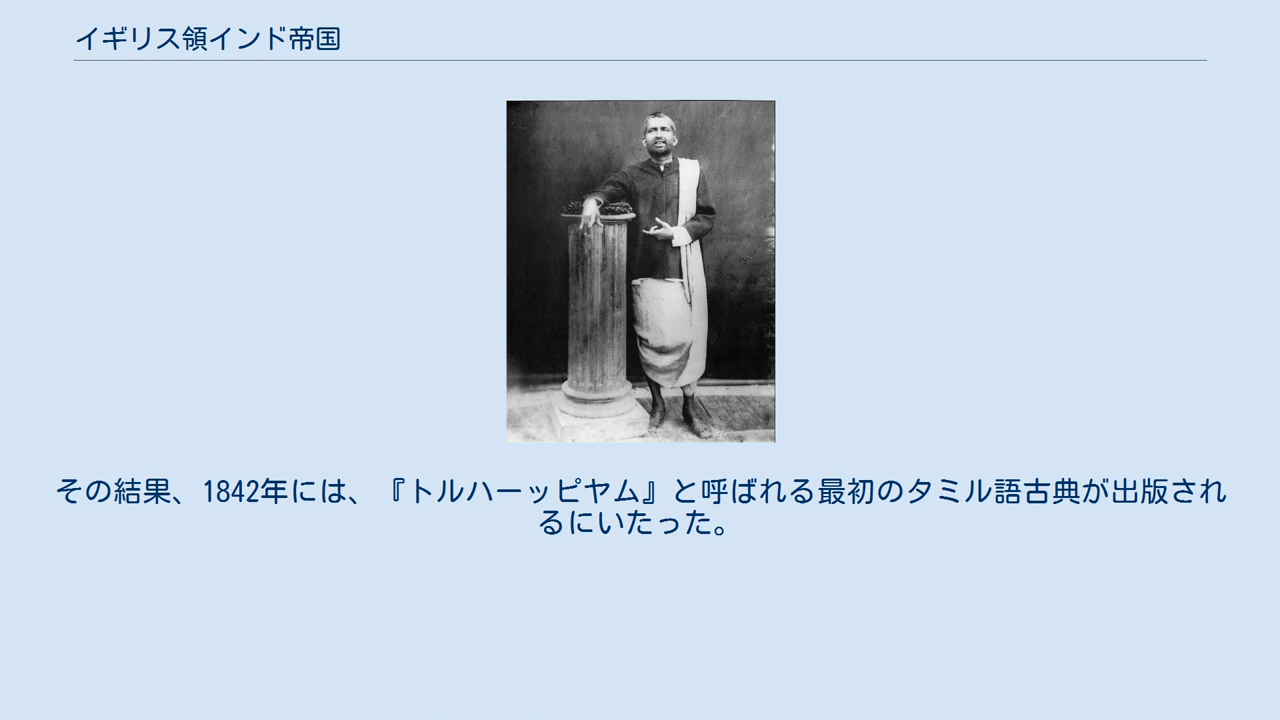 イギリス領インド帝国
その結果、1842年には、『トルハーッピヤム』と呼ばれる最初のタミル語古典が出版され
るにいたった。